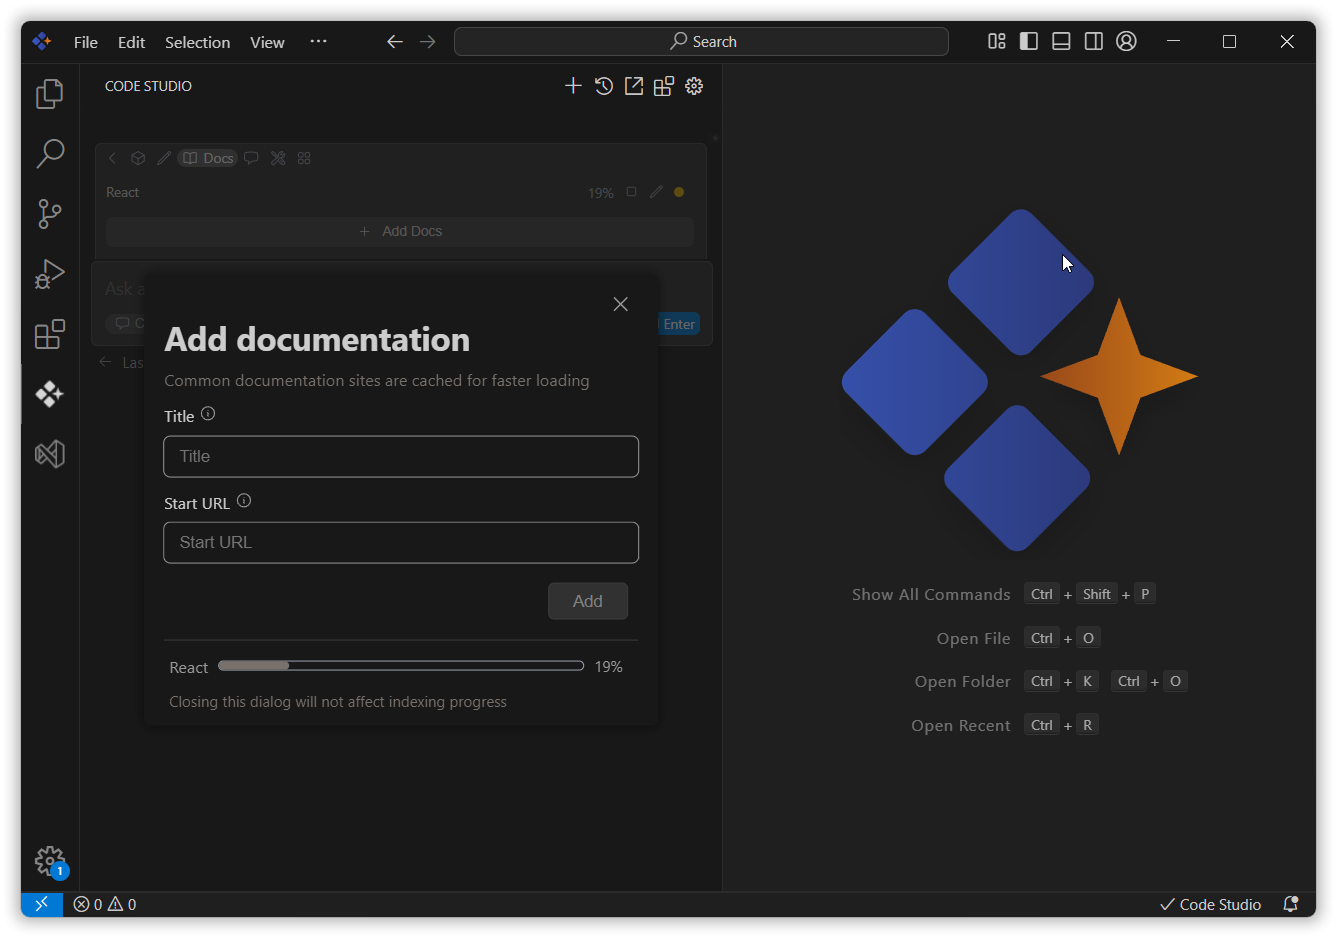 File Edit Selection View ... Search
CODE STUDIO
Docs
React 19%
+ Add Docs
Ask a
C
Enter
Las
Add documentation
Common documentation sites are cached for faster loading
Title
Title
Start URL
Start URL
Add
React 19%
Closing this dialog will not affect indexing progress
Show All Commands Ctrl + Shift + P
Open File Ctrl + O
Open Folder Ctrl + K Ctrl + O
Open Recent Ctrl + R
1
0 0 Code Studio